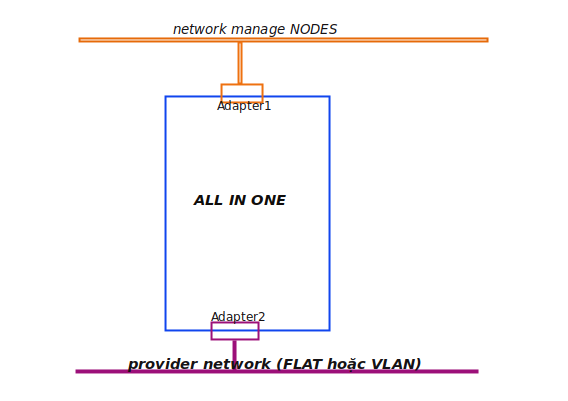 network manage NODES
Adapter1
ALL IN ONE
Adapter2
provider network (FLAT hoặc VLAN)